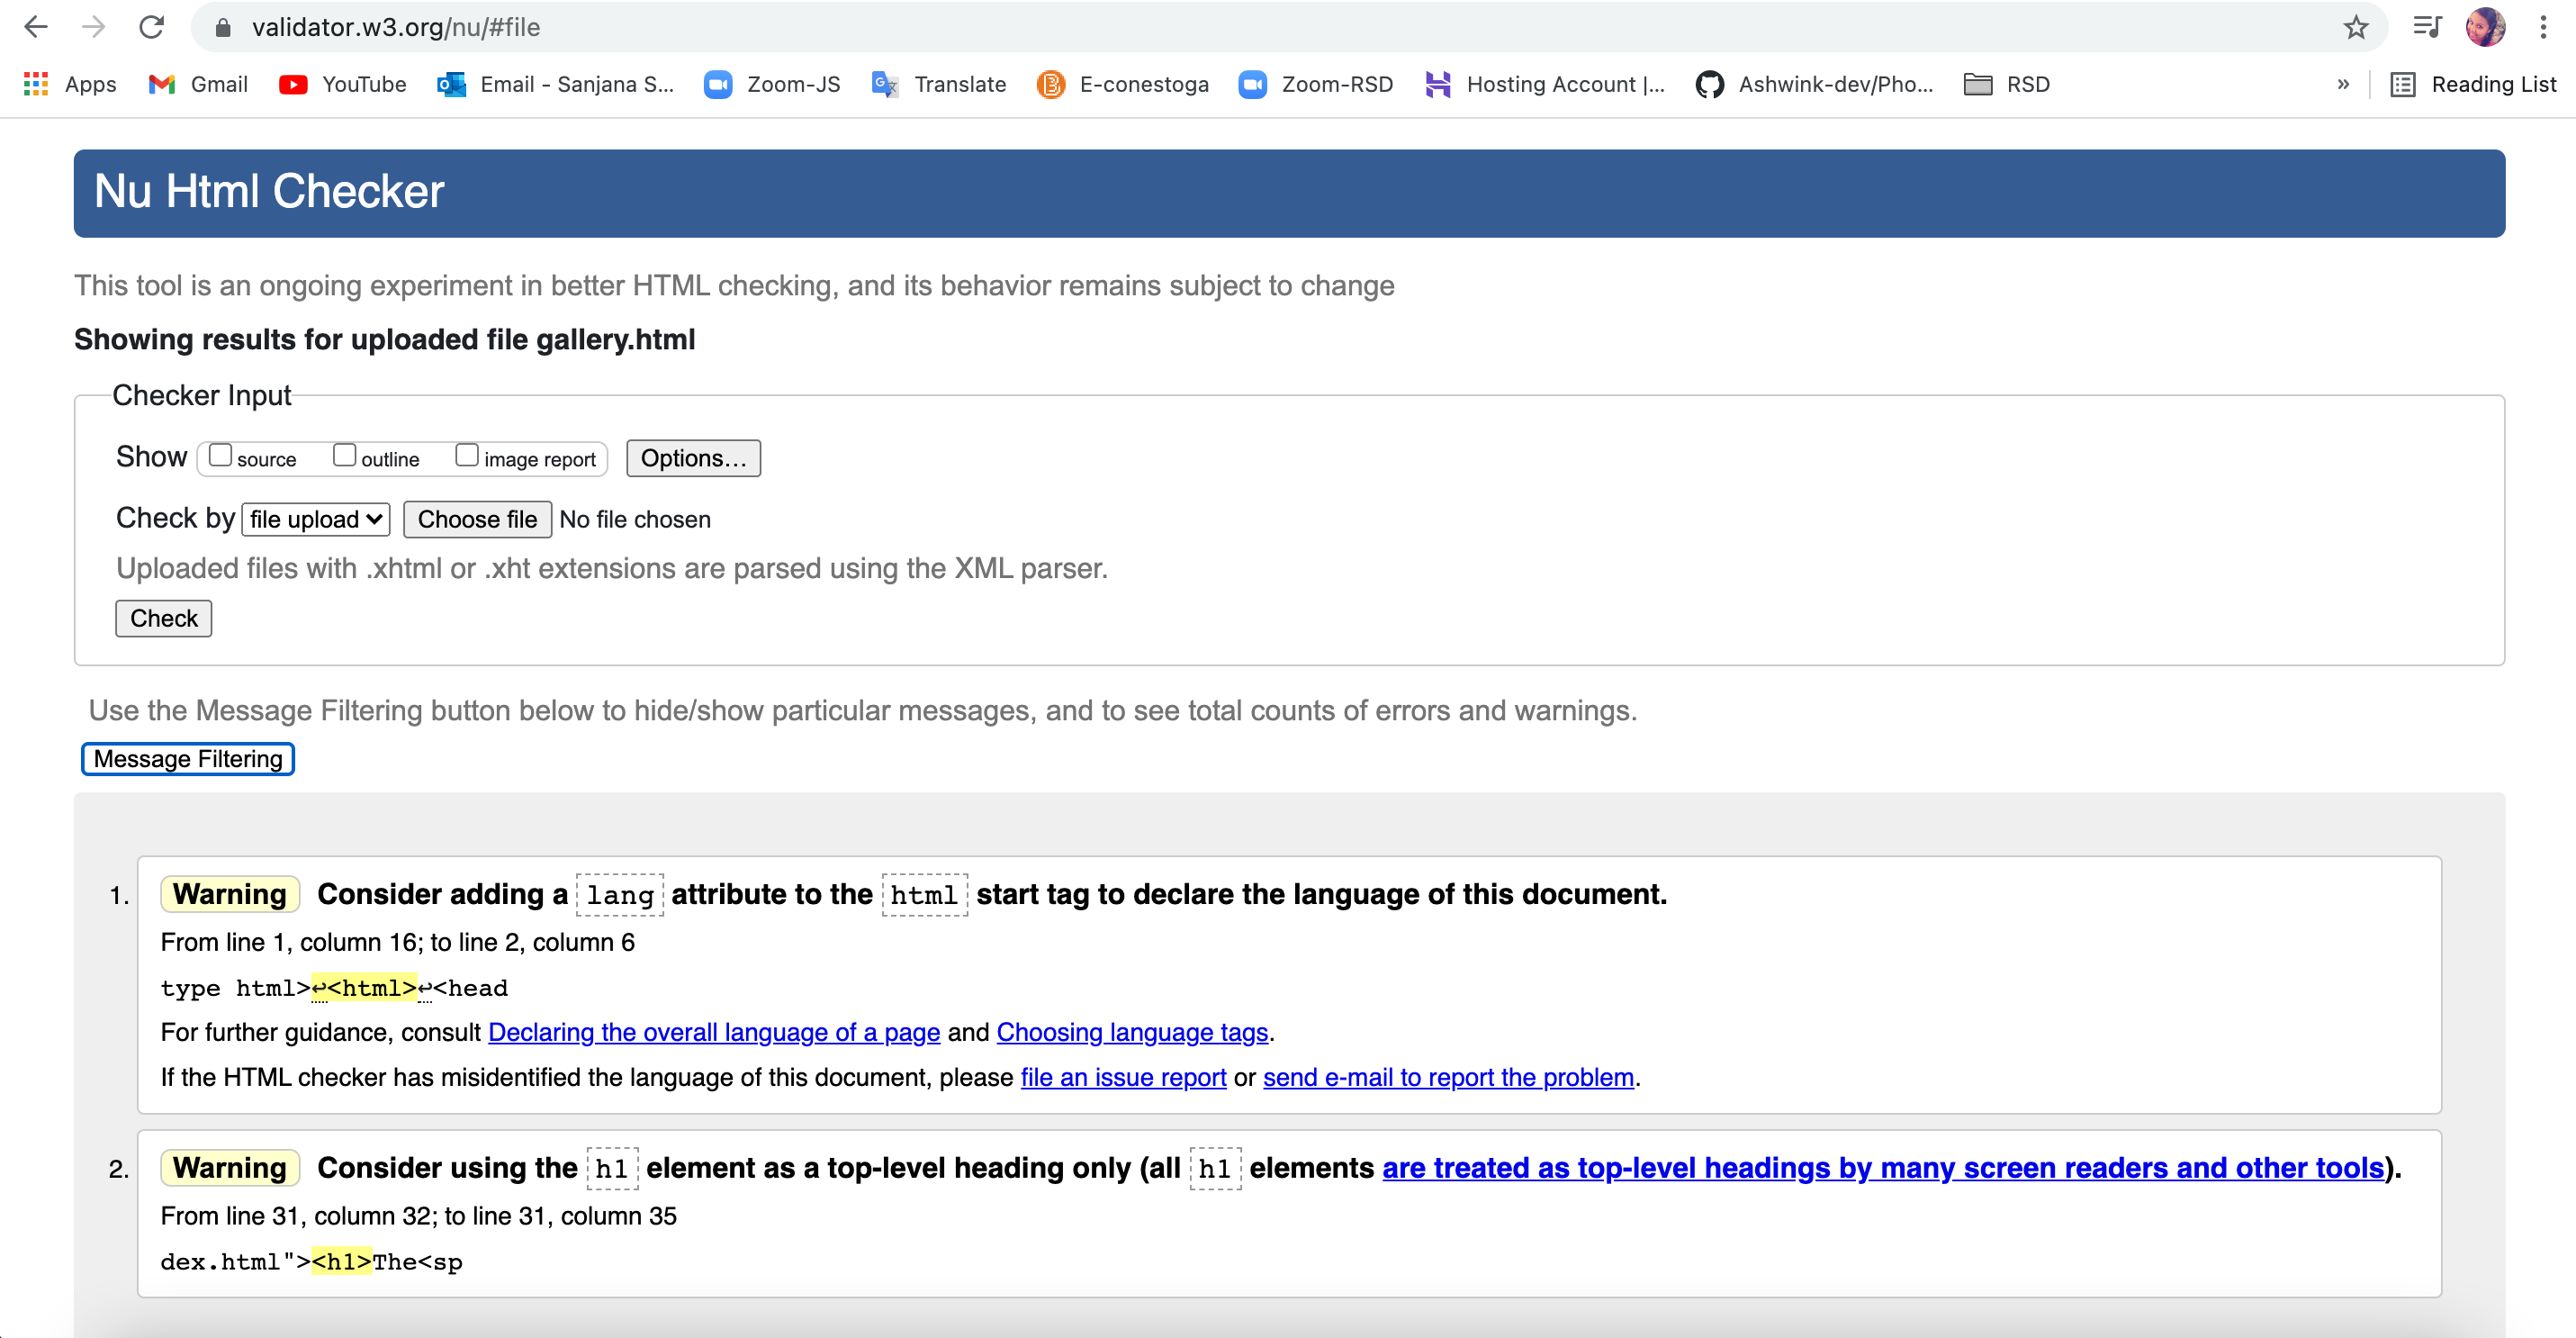 validator.w3.org/nu/#file
Apps Gmail YouTube Email - Sanjana S... Zoom-JS Translate E-conestoga Zoom-RSD Hosting Account |... Ashwink-dev/Pho... RSD » Reading List
Nu Html Checker
This tool is an ongoing experiment in better HTML checking, and its behavior remains subject to change
Showing results for uploaded file gallery.html
Checker Input
Show source outline image report Options...
Check by file upload Choose file No file chosen
Uploaded files with .xhtml or .xht extensions are parsed using the XML parser.
Check
Use the Message Filtering button below to hide/show particular messages, and to see total counts of errors and warnings.
Message Filtering
1. Warning Consider adding a lang attribute to the html start tag to declare the language of this document.
From line 1, column 16; to line 2, column 6
type html>↩<html>↩<head
For further guidance, consult Declaring the overall language of a page and Choosing language tags.
If the HTML checker has misidentified the language of this document, please file an issue report or send e-mail to report the problem.
2. Warning Consider using the h1 element as a top-level heading only (all h1 elements are treated as top-level headings by many screen readers and other tools).
From line 31, column 32; to line 31, column 35
dex.html"><h1>The<sp